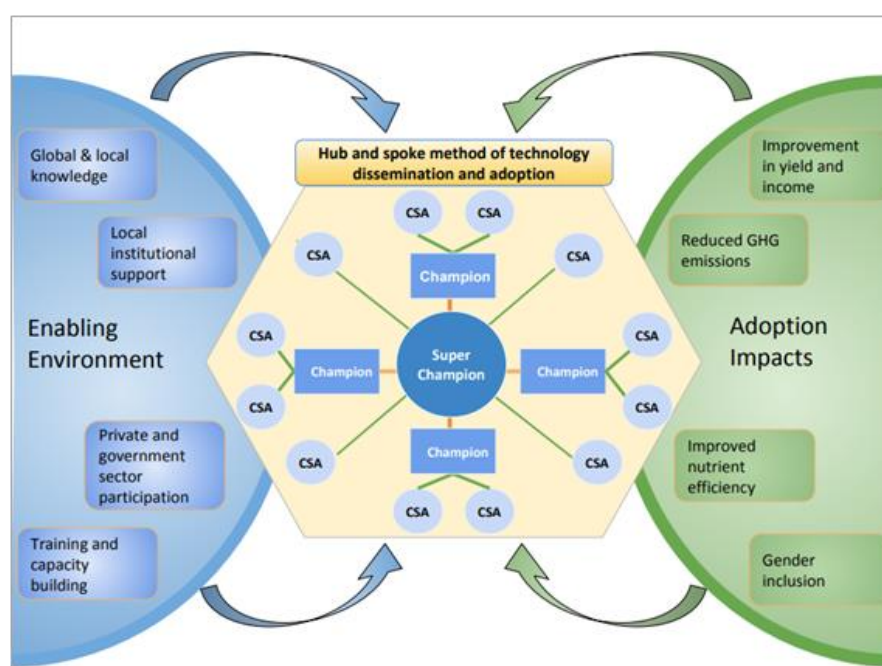 Global & local
knowledge
Local
institutional
support
Enabling
Environment
Private and
government
sector
participation
Training and
capacity
building
Hub and spoke method of technology
dissemination and adoption
CSA
CSA
CSA
CSA
Champion
CSA
CSA
Champion
Super
Champion
Champion
CSA
CSA
Champion
CSA
CSA
CSA
CSA
Improvement
in yield and
income
Reduced GHG
emissions
Adoption
Impacts
Improved
nutrient
efficiency
Gender
inclusion